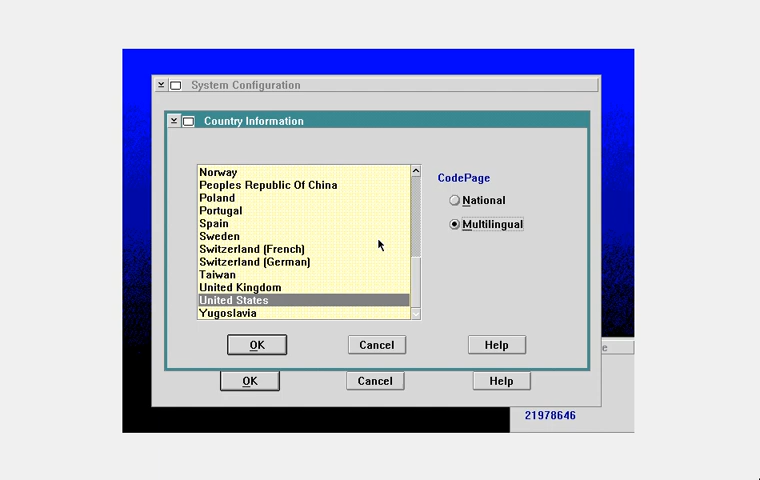 System Configuration
Country Information
Norway
Peoples Republic Of China
Poland
Portugal
Spain
Sweden
Switzerland (French)
Switzerland (German)
Taiwan
United Kingdom
United States
Yugoslavia
CodePage
National
Multilingual
OK
Cancel
Help
e
OK
Cancel
Help
21978646